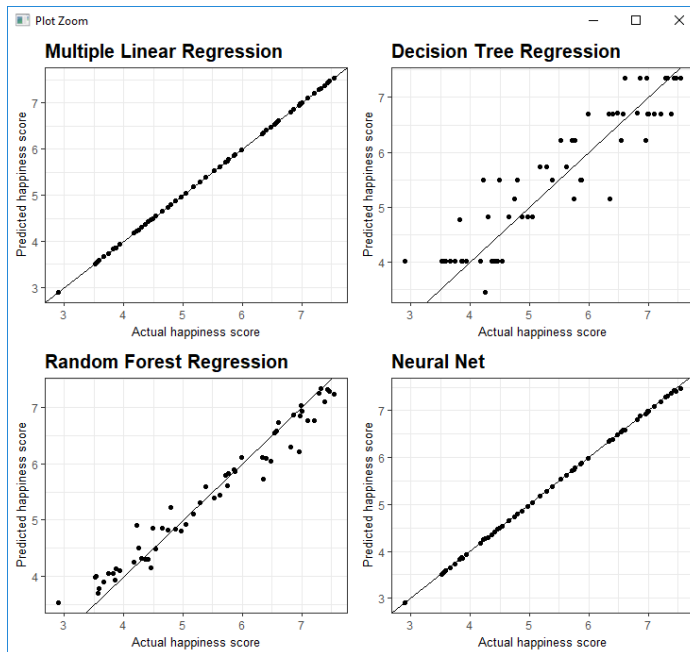 Plot Zoom
Multiple Linear Regression
Predicted happiness score
7
6
5
4
3
3 4 5 6 7
Actual happiness score
Decision Tree Regression
Predicted happiness score
7
6
5
4
3 4 5 6 7
Actual happiness score
Random Forest Regression
Predicted happiness score
7
6
5
4
3 4 5 6 7
Actual happiness score
Neural Net
Predicted happiness score
7
6
5
4
3
3 4 5 6 7
Actual happiness score